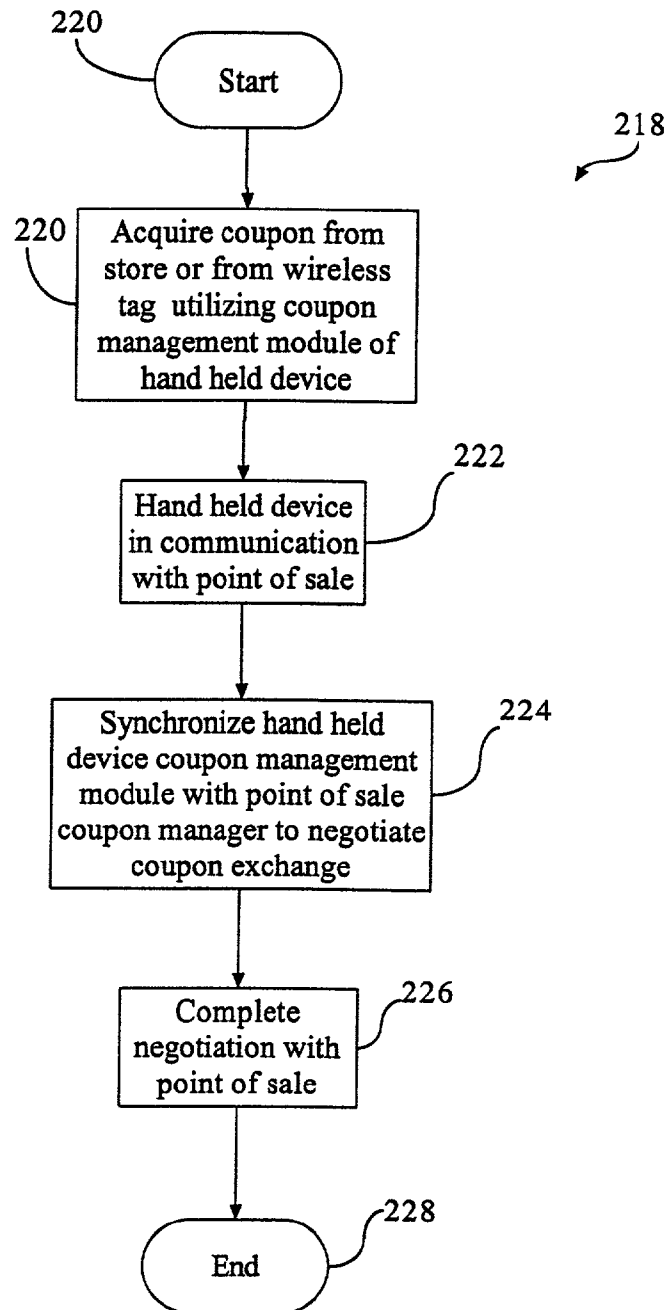 220
Start
218
220
Acquire coupon from
store or from wireless
tag utilizing coupon
management module of
hand held device
222
Hand held device
in communication
with point of sale
224
Synchronize hand held
device coupon management
module with point of sale
coupon manager to negotiate
coupon exchange
226
Complete
negotiation with
point of sale
228
End